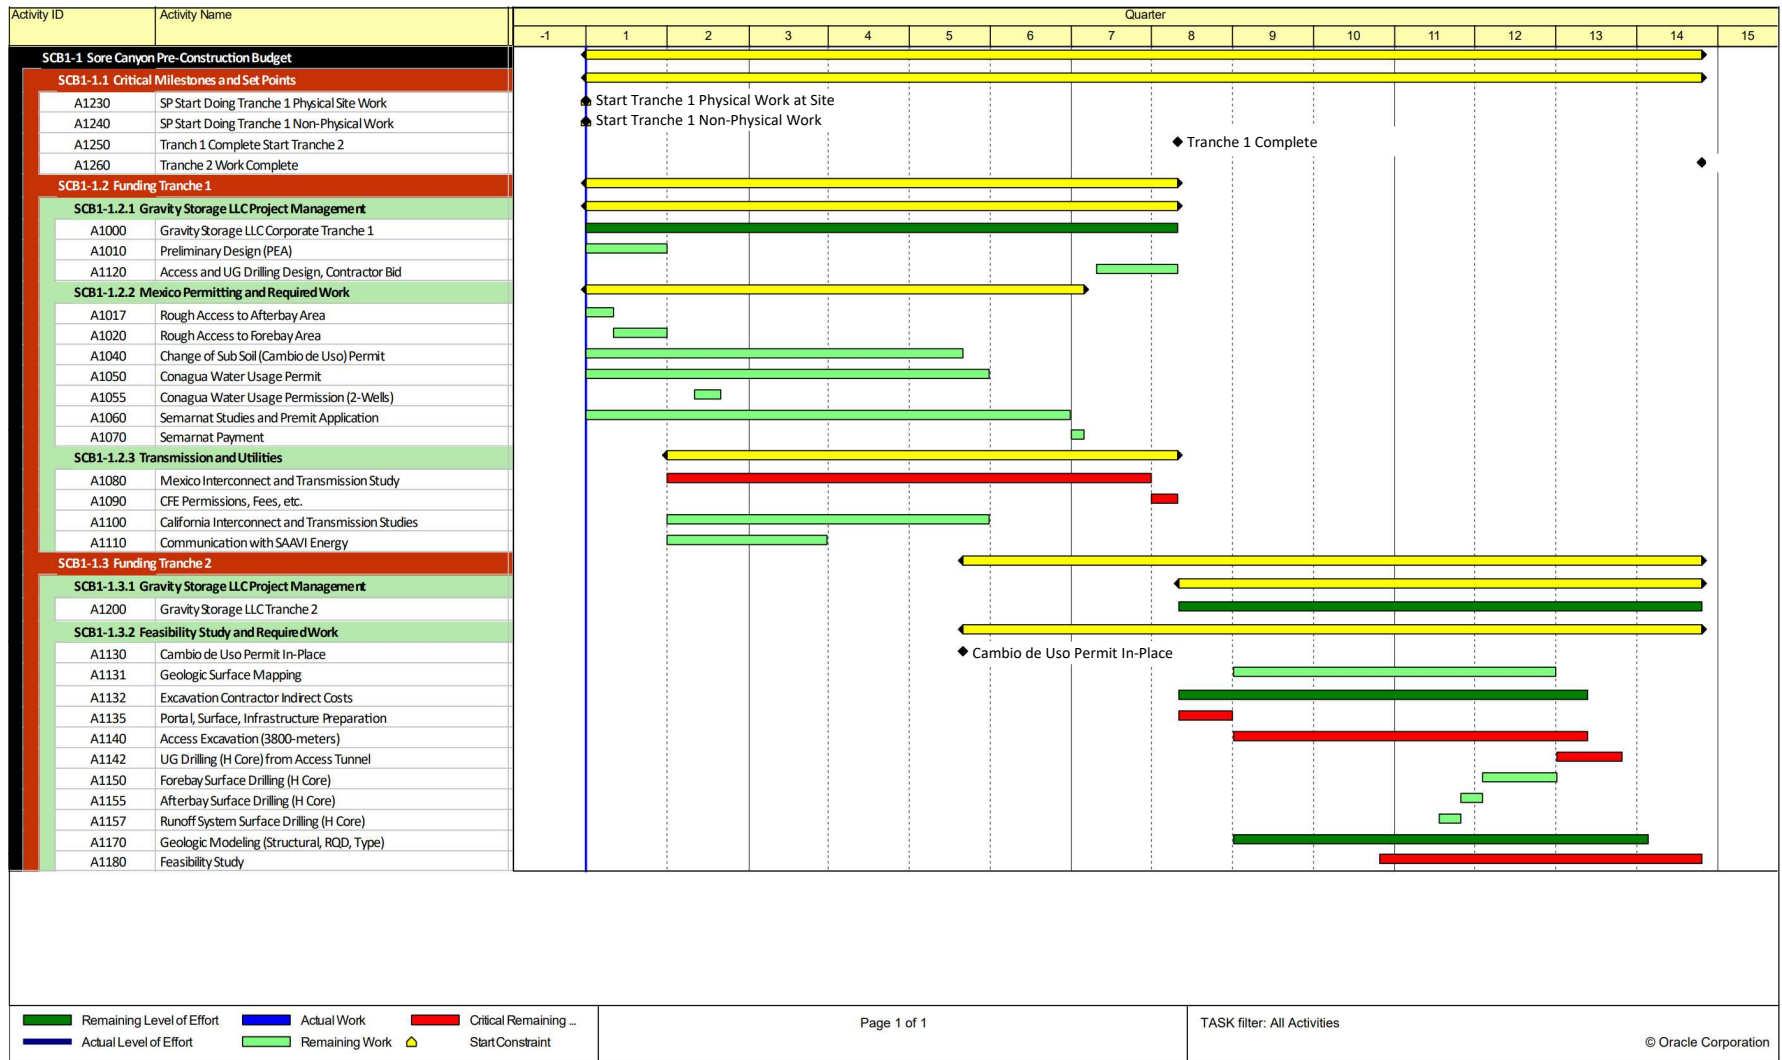 Activity ID Activity Name Quarter
-1 1 2 3 4 5 6 7 8 9 10 11 12 13 14 15
SCB1-1 Sore Canyon Pre-Construction Budget
SCB1-1.1 Critical Milestones and Set Points
A1230 SP Start Doing Tranche 1 Physical Site Work Start Tranche 1 Physical Work at Site
A1240 SP Start Doing Tranche 1 Non-Physical Work Start Tranche 1 Non-Physical Work
A1250 Tranch 1 Complete Start Tranche 2 Tranche 1 Complete
A1260 Tranche 2 Work Complete
SCB1-1.2 Funding Tranche 1
SCB1-1.2.1 Gravity Storage LLC Project Management
A1000 Gravity Storage LLC Corporate Tranche 1
A1010 Preliminary Design (PEA)
A1120 Access and UG Drilling Design, Contractor Bid
SCB1-1.2.2 Mexico Permitting and Required Work
A1017 Rough Access to Afterbay Area
A1020 Rough Access to Forebay Area
A1040 Change of Sub Soil (Cambio de Uso) Permit
A1050 Conagua Water Usage Permit
A1055 Conagua Water Usage Permission (2-Wells)
A1060 Semarnat Studies and Premit Application
A1070 Semarnat Payment
SCB1-1.2.3 Transmission and Utilities
A1080 Mexico Interconnect and Transmission Study
A1090 CFE Permissions, Fees, etc.
A1100 California Interconnect and Transmission Studies
A1110 Communication with SAAVI Energy
SCB1-1.3 Funding Tranche 2
SCB1-1.3.1 Gravity Storage LLC Project Management
A1200 Gravity Storage LLC Tranche 2
SCB1-1.3.2 Feasibility Study and Required Work
A1130 Cambio de Uso Permit In-Place Cambio de Uso Permit In-Place
A1131 Geologic Surface Mapping
A1132 Excavation Contractor Indirect Costs
A1135 Portal, Surface, Infrastructure Preparation
A1140 Access Excavation (3800-meters)
A1142 UG Drilling (H Core) from Access Tunnel
A1150 Forebay Surface Drilling (H Core)
A1155 Afterbay Surface Drilling (H Core)
A1157 Runoff System Surface Drilling (H Core)
A1170 Geologic Modeling (Structural, RQD, Type)
A1180 Feasibility Study
Remaining Level of Effort Actual Work Critical Remaining ... Page 1 of 1 TASK filter: All Activities
Actual Level of Effort Remaining Work Start Constraint © Oracle Corporation